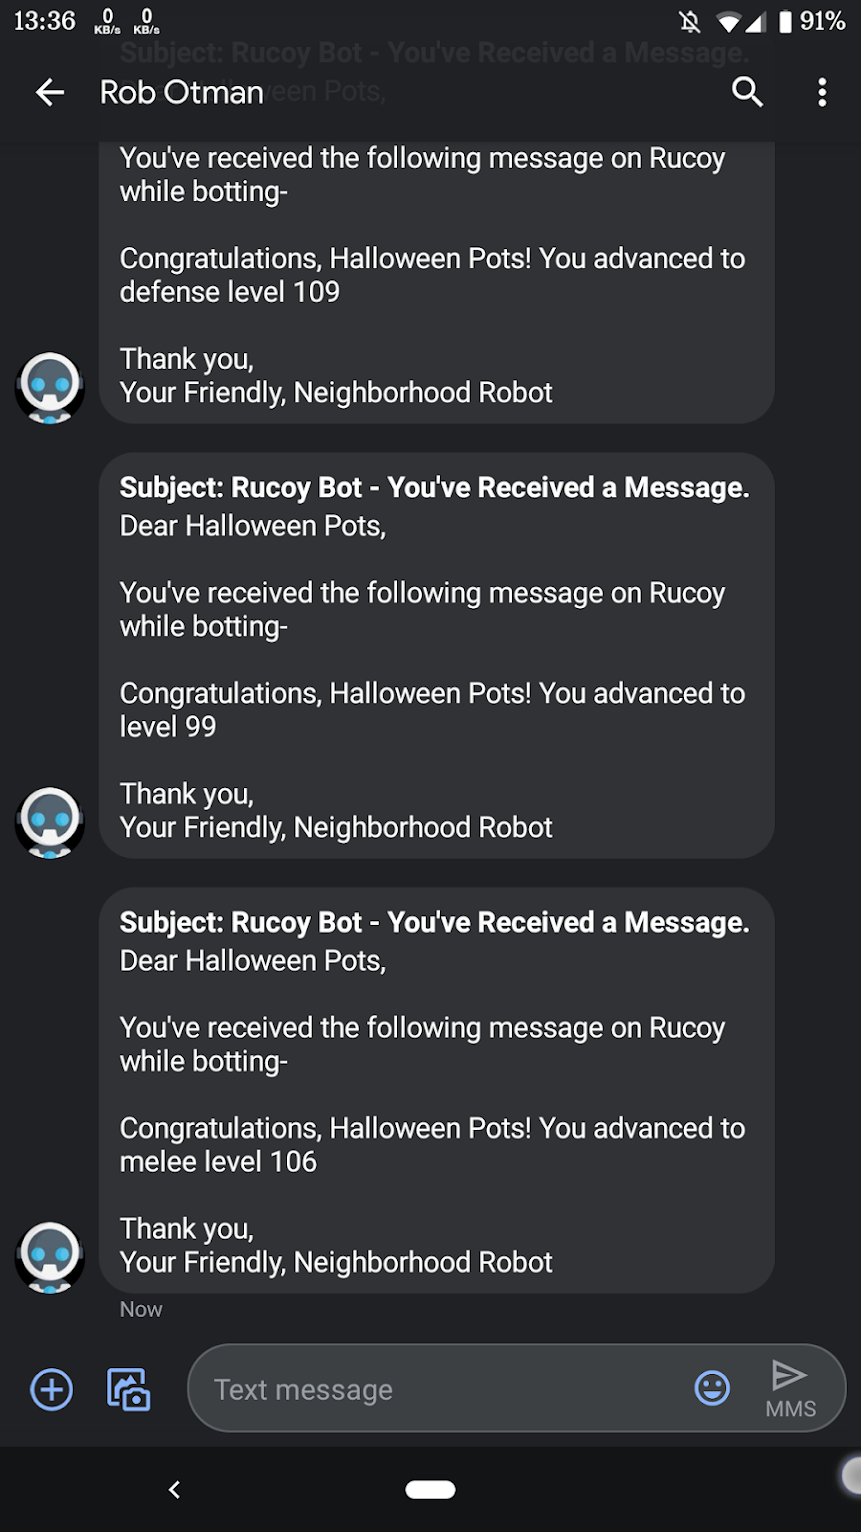 13:36 0 KB/s 0 KB/s 91%
Subject: Rucoy Bot - You've Received a Message.
Rob Otman
Dear Halloween Pots,
You've received the following message on Rucoy
while botting-
Congratulations, Halloween Pots! You advanced to
defense level 109
Thank you,
Your Friendly, Neighborhood Robot
Subject: Rucoy Bot - You've Received a Message.
Dear Halloween Pots,
You've received the following message on Rucoy
while botting-
Congratulations, Halloween Pots! You advanced to
level 99
Thank you,
Your Friendly, Neighborhood Robot
Subject: Rucoy Bot - You've Received a Message.
Dear Halloween Pots,
You've received the following message on Rucoy
while botting-
Congratulations, Halloween Pots! You advanced to
melee level 106
Thank you,
Your Friendly, Neighborhood Robot
Now
Text message
MMS